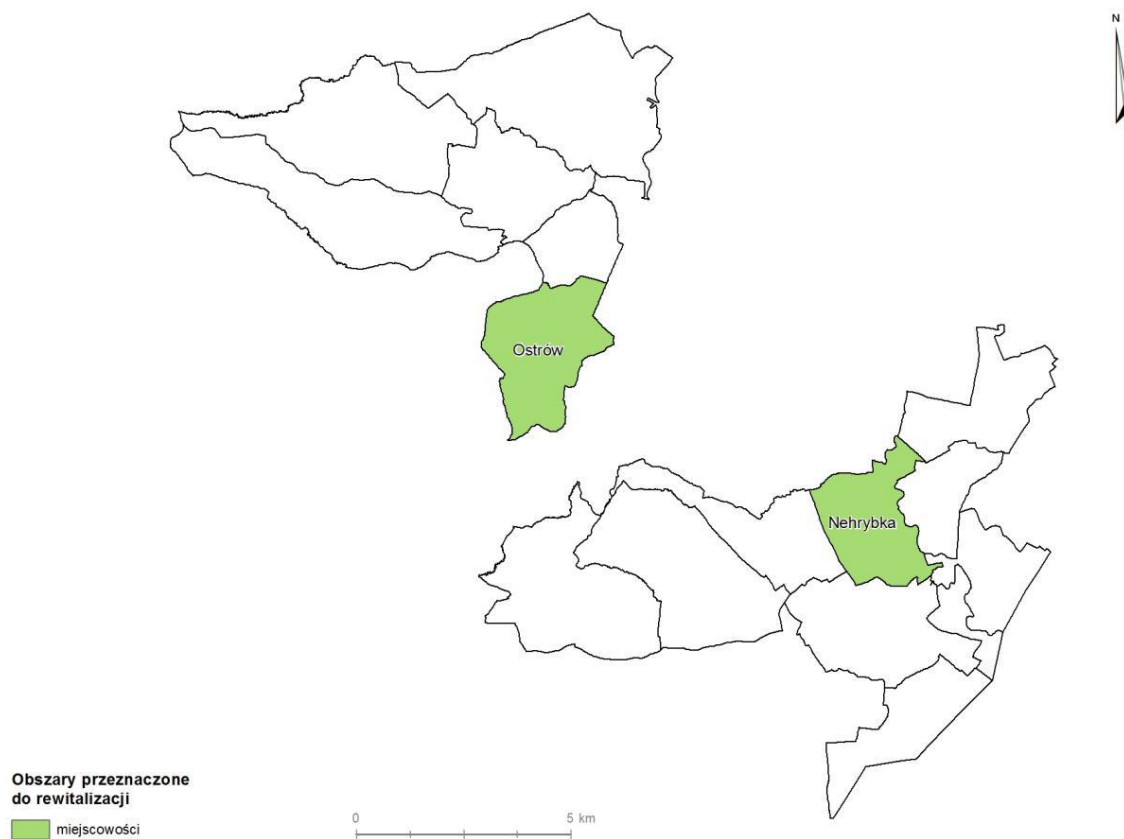 N
Ostrów
Nehrybka
Obszary przeznaczone
do rewitalizacji
miejscowości
0 5 km